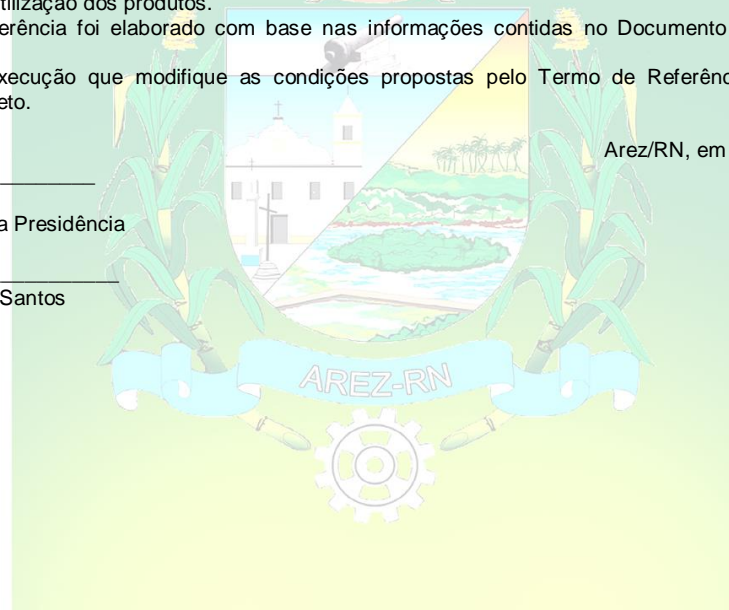 tilização dos produtos.
erência foi elaborado com base nas informações contidas no Documento
xecução que modifique as condições propostas pelo Termo de Referênc
eto.
Arez/RN, em
a Presidência
Santos
AREZ-RN